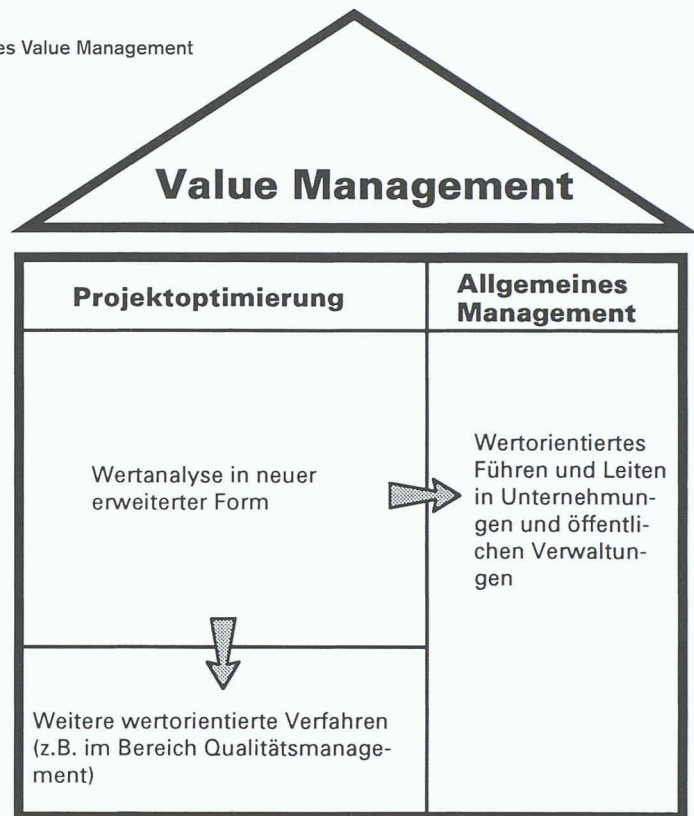 es Value Management
Value Management
Projektoptimierung
Allgemeines
Management
Wertanalyse in neuer
erweiterter Form
Wertorientiertes
Führen und Leiten
in Unternehmun-
gen und öffentli-
chen Verwaltun-
gen
Weitere wertorientierte Verfahren
(z.B. im Bereich Qualitätsmanage-
ment)